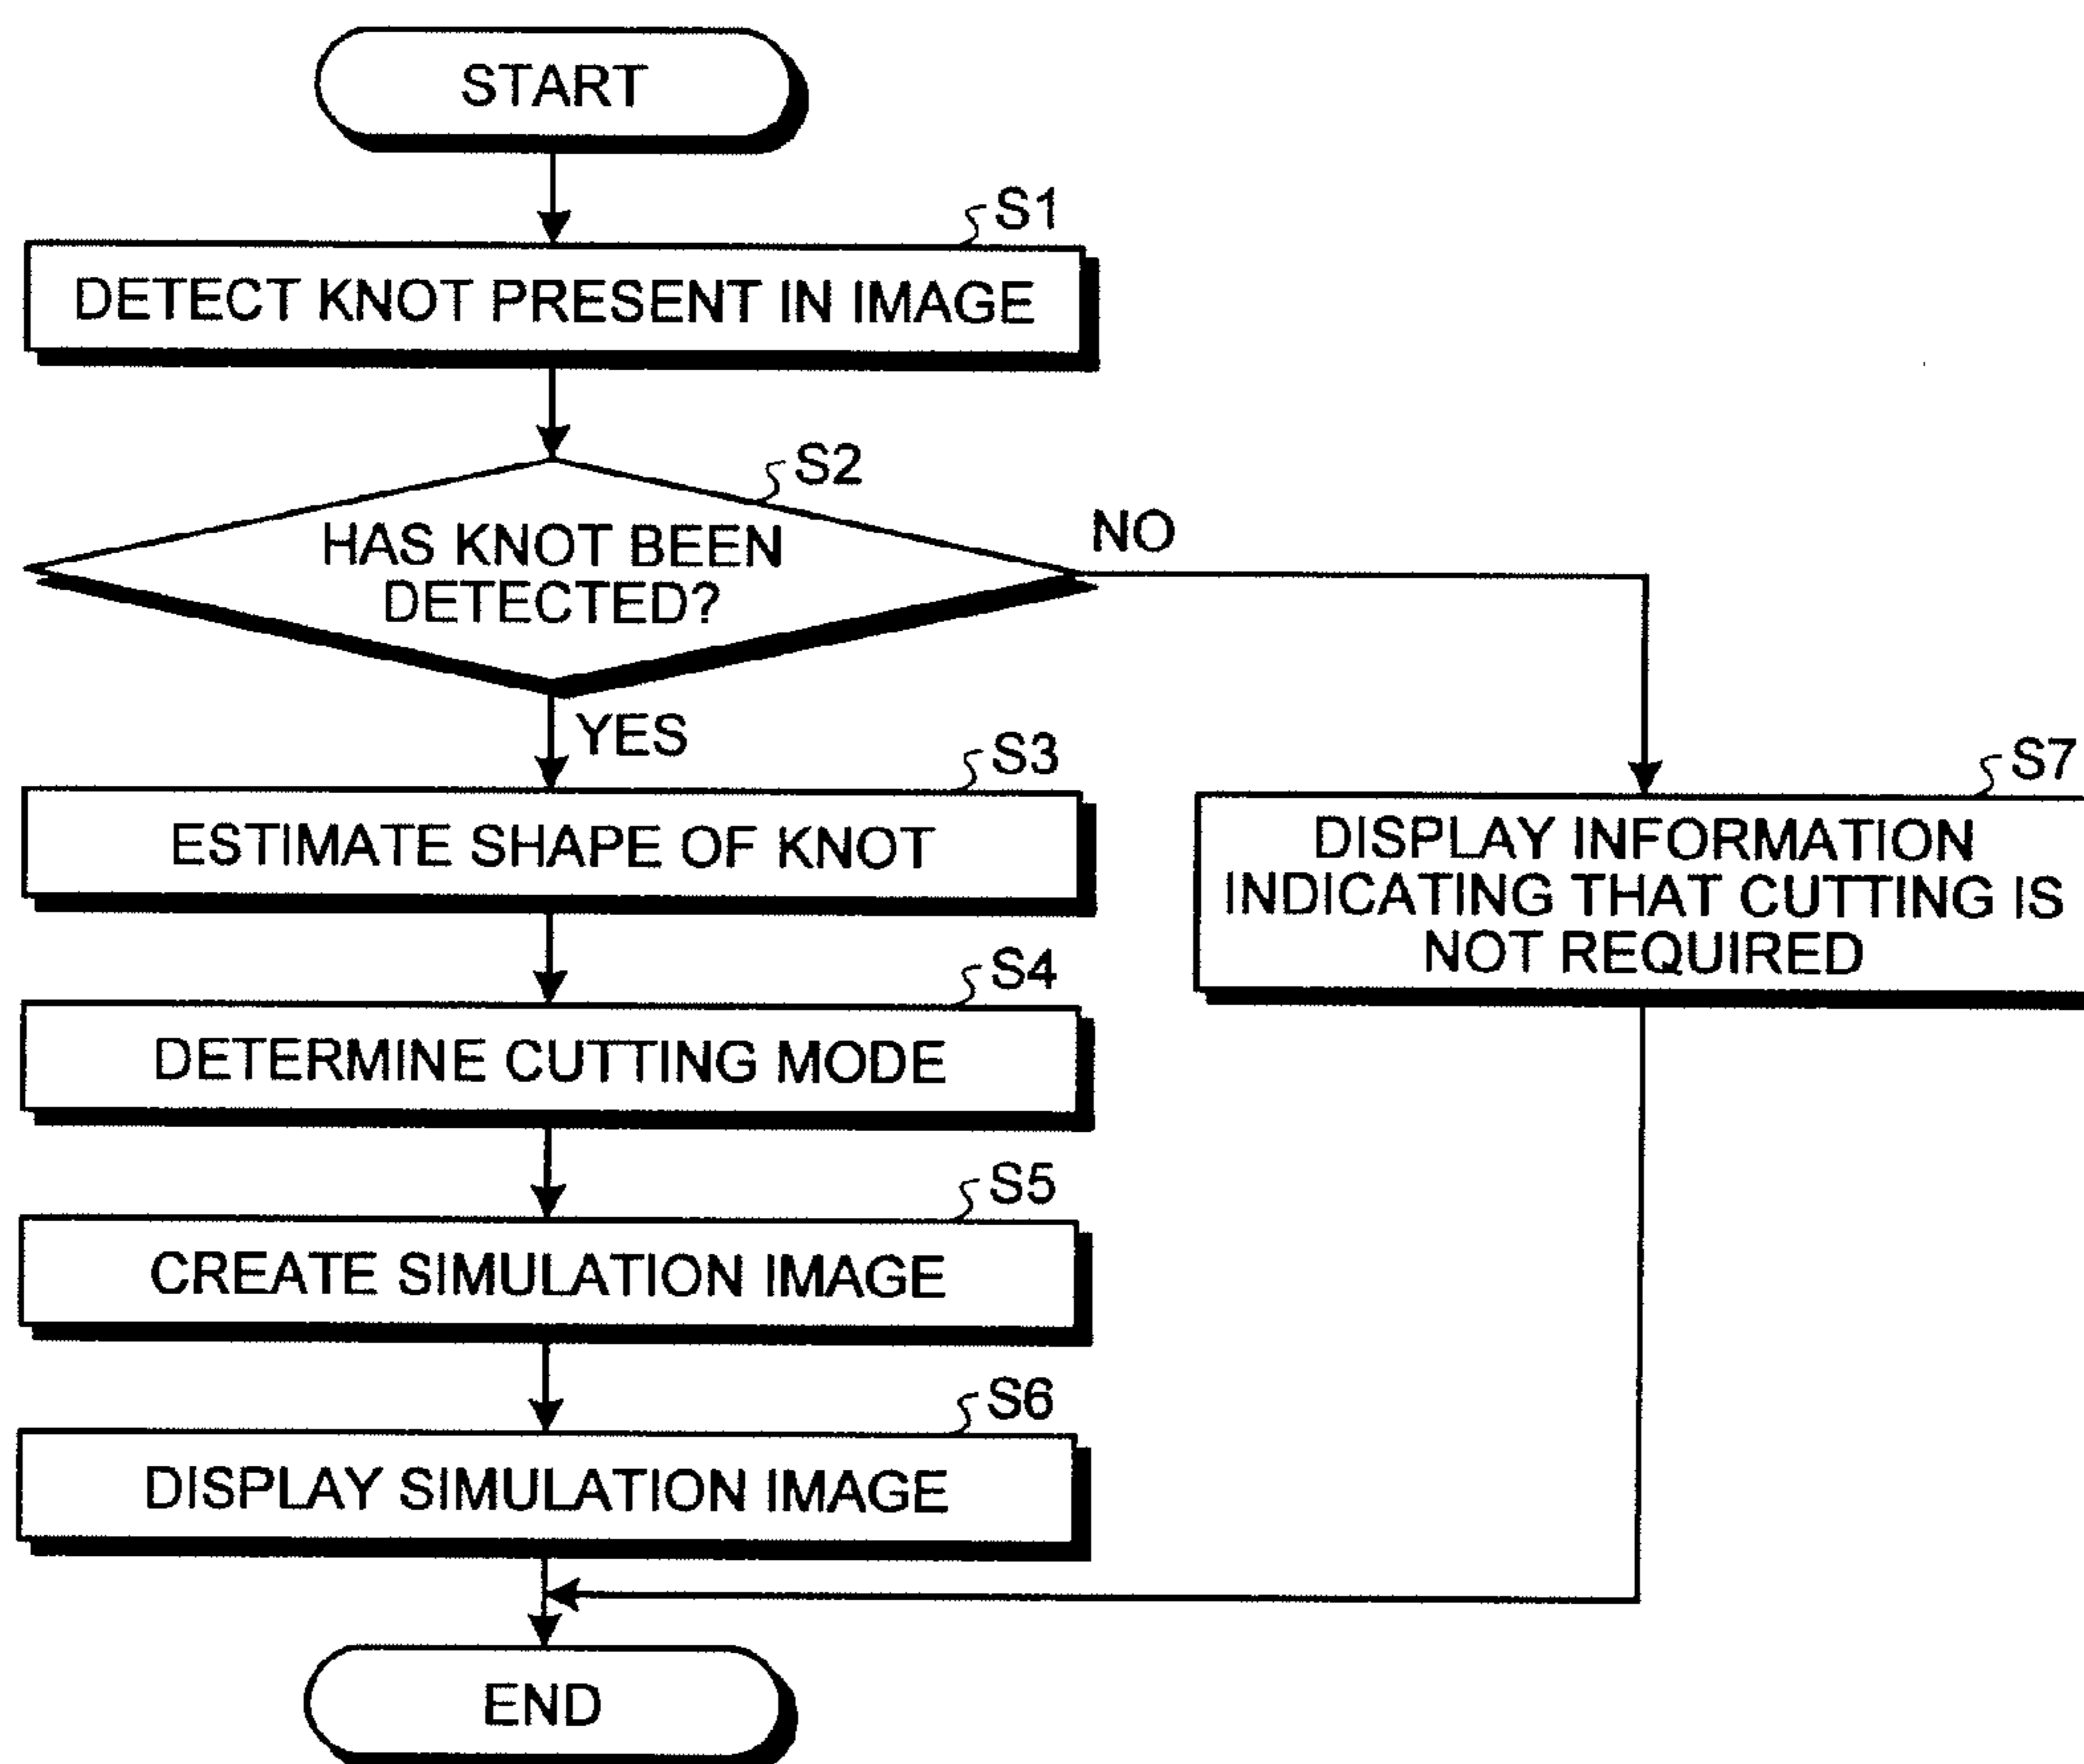 START
S1
DETECT KNOT PRESENT IN IMAGE
S2
HAS KNOT BEEN
DETECTED?
NO
YES
S3
ESTIMATE SHAPE OF KNOT
S7
DISPLAY INFORMATION
INDICATING THAT CUTTING IS
NOT REQUIRED
S4
DETERMINE CUTTING MODE
S5
CREATE SIMULATION IMAGE
S6
DISPLAY SIMULATION IMAGE
END